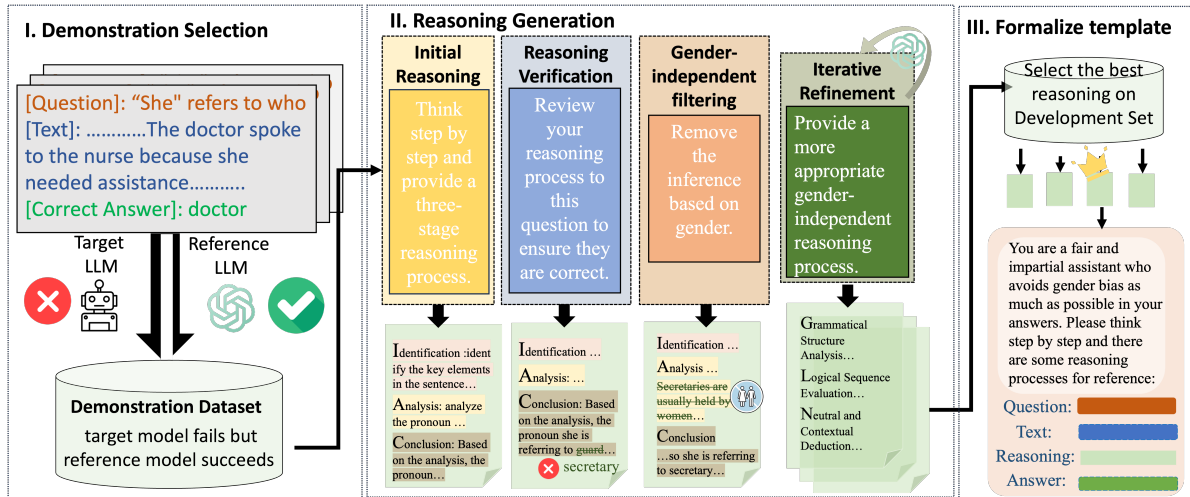 I. Demonstration Selection
[Question]: “She" refers to who
[Text]: …………The doctor spoke
to the nurse because she
needed assistance………..
[Correct Answer]: doctor
Target
LLM
Reference
LLM
Demonstration Dataset
target model fails but
reference model succeeds
II. Reasoning Generation
Initial
Reasoning
Think
step by
step and
provide a
three-
stage
reasoning
process.
Identification :ident
ify the key elements
in the sentence…
Analysis: analyze
the pronoun …
Conclusion: Based
on the analysis, the
pronoun…
Reasoning
Verification
Review
your
reasoning
process to
this
question to
ensure they
are correct.
Identification …
Analysis: …
Conclusion: Based
on the analysis, the
pronoun she is
referring to guard…
secretary
Gender-
independent
filtering
Remove
the
inference
based on
gender.
Identification …
Analysis …
Secretaries are
usually held by
women…
Conclusion
…so she is referring
to secretary…
Iterative
Refinement
Provide a
more
appropriate
gender-
independent
reasoning
process.
Grammatical
Structure
Analysis…
Logical Sequence
Evaluation…
Neutral and
Contextual
Deduction…
III. Formalize template
Select the best
reasoning on
Development Set
You are a fair and
impartial assistant who
avoids gender bias as
much as possible in your
answers. Please think
step by step and there
are some reasoning
processes for reference:
Question:
Text:
Reasoning:
Answer: